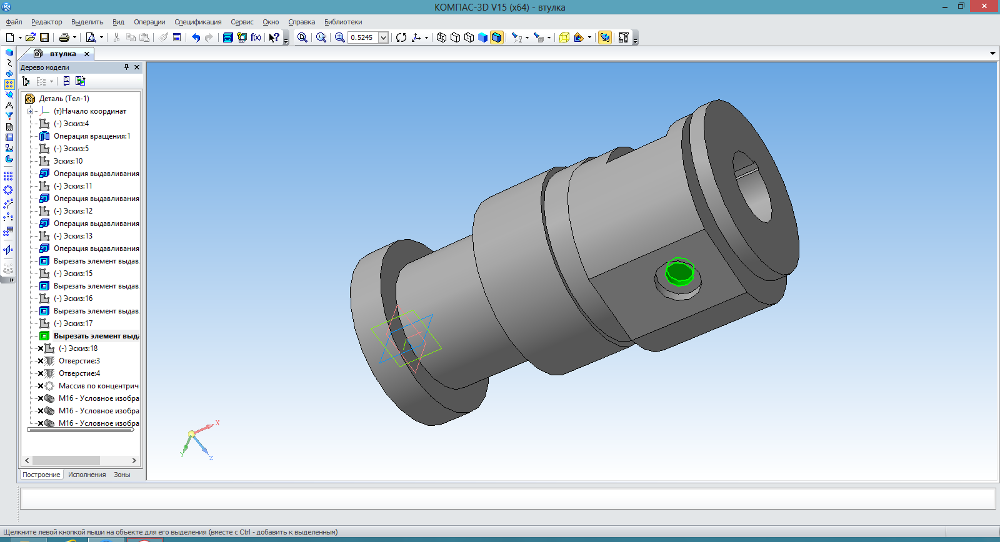 КОМПАС-3D V15 (x64) - втулка
Файл Редактор Выделить Вид Операции Спецификация Сервис Окно Справка Библиотеки
0.5245
f(x)
втулка
Дерево модели
Деталь (Тел-1)
(т)Начало координат
(-) Эскиз:4
Операция вращения:1
(-) Эскиз:5
Эскиз:10
Операция выдавливания
(-) Эскиз:11
Операция выдавливания
(-) Эскиз:12
Операция выдавливания
(-) Эскиз:13
Операция выдавливания
Вырезать элемент выдав
(-) Эскиз:15
Вырезать элемент выдав
(-) Эскиз:16
Вырезать элемент выдав
(-) Эскиз:17
Вырезать элемент выда
(-) Эскиз:18
Отверстие:3
Отверстие:4
Массив по концентрич
М16 - Условное изобра
М16 - Условное изобра
М16 - Условное изобра
X
Y
Z
Построение Исполнения Зоны
Щелкните левой кнопкой мыши на объекте для его выделения (вместе с Ctrl - добавить к выделенным)